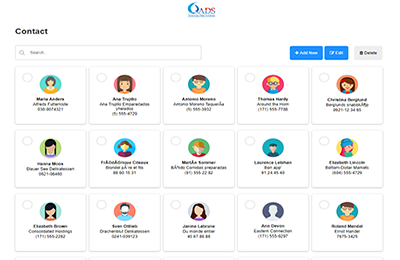 QADS
Contact
Search.
+ Add New
Edit
Delete
Maria Anders
Alfreds Futterkiste
030-0074321
Ana Trujillo
Ana Trujillo Emparedados y helados
(5) 555-4729
Antonio Moreno
Antonio Moreno TaquerÃ­a
(5) 555-3932
Thomas Hardy
Around the Horn
(171) 555-7788
Christina Berglund
Berglunds snabbkÃ¶p
0921-12 34 65
Hanna Moos
Blauer See Delikatessen
0621-08460
FrÃ©dÃ©rique Citeaux
Blondel pÃ¨re et fils
88.60.15.31
MartÃ­n Sommer
BÃ³lido Comidas preparadas
(91) 555 22 82
Laurence Lebihan
Bon app'
91.24.45.40
Elizabeth Lincoln
Bottom-Dollar Markets
(604) 555-4729
Elizabeth Brown
Consolidated Holdings
(171) 555-2282
Sven Ottlieb
Drachenblut Delikatessen
0241-039123
Janine Labrune
Du monde entier
40.67.88.88
Ann Devon
Eastern Connection
(171) 555-0297
Roland Mendel
Ernst Handel
7675-3425